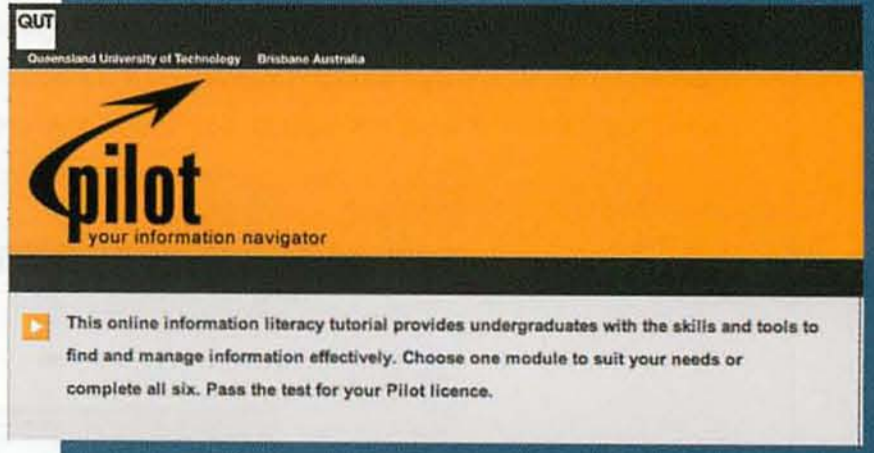 QUT
Queensland University of Technology Brisbane Australia
pilot
your information navigator
This online information literacy tutorial provides undergraduates with the skills and tools to
find and manage information effectively. Choose one module to suit your needs or
complete all six. Pass the test for your Pilot licence.